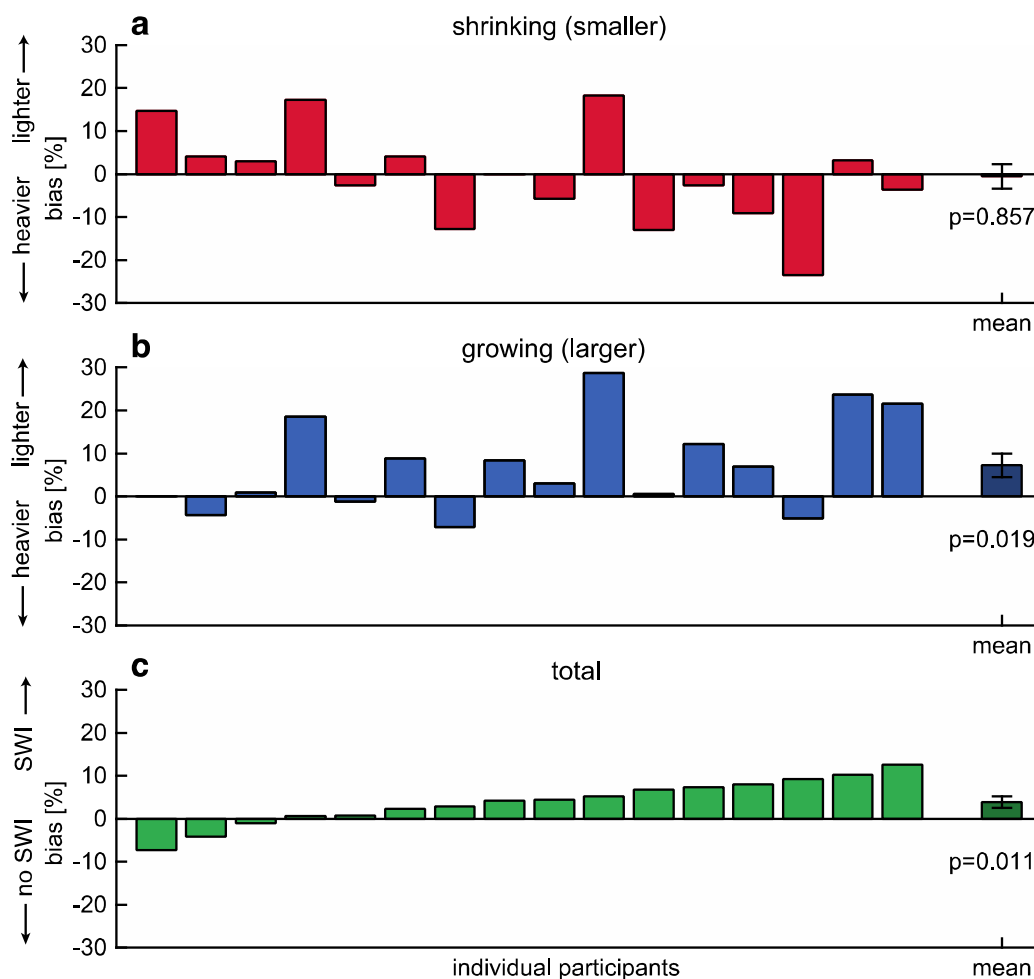 a
shrinking (smaller)
heavier lighter
bias [%]
30
20
10
0
-10
-20
-30
p=0.857
mean
b
growing (larger)
heavier lighter
bias [%]
30
20
10
0
-10
-20
-30
p=0.019
mean
c
total
no SWI SWI
bias [%]
30
20
10
0
-10
-20
-30
p=0.011
individual participants
mean